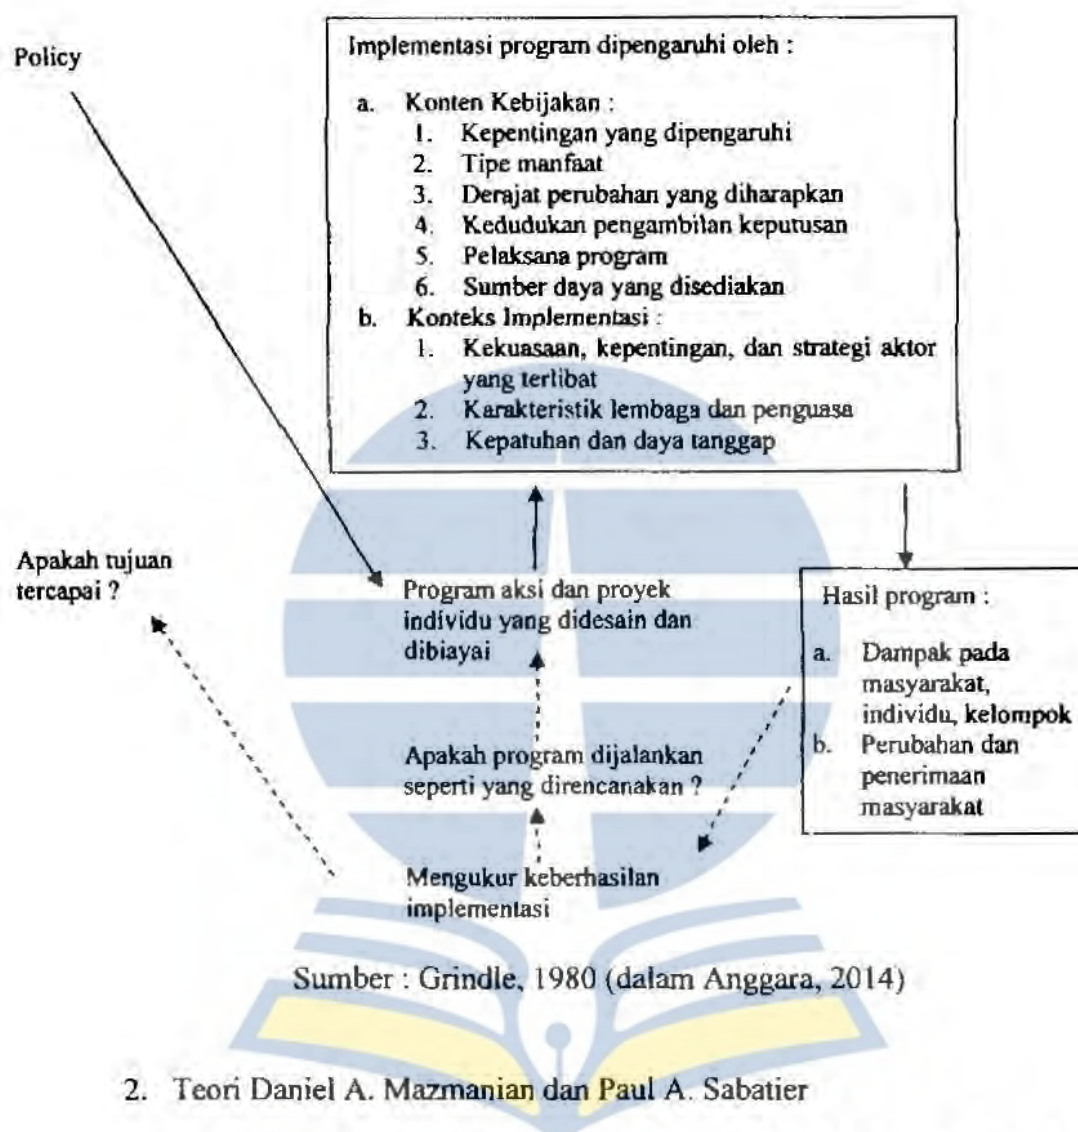 Policy
Implementasi program dipengaruhi oleh :
a. Konten Kebijakan :
1. Kepentingan yang dipengaruhi
2. Tipe manfaat
3. Derajat perubahan yang diharapkan
4. Kedudukan pengambilan keputusan
5. Pelaksana program
6. Sumber daya yang disediakan
b. Konteks Implementasi :
1. Kekuasaan, kepentingan, dan strategi aktor
yang terlibat
2. Karakteristik lembaga dan penguasa
3. Kepatuhan dan daya tanggap
Apakah tujuan
tercapai ?
Program aksi dan proyek
individu yang didesain dan
dibiayai
Hasil program :
a. Dampak pada
masyarakat,
individu, kelompok
b. Perubahan dan
penerimaan
masyarakat
Apakah program dijalankan
seperti yang direncanakan ?
Mengukur keberhasilan
implementasi
Sumber : Grindle, 1980 (dalam Anggara, 2014)
2. Teori Daniel A. Mazmanian dan Paul A. Sabatier